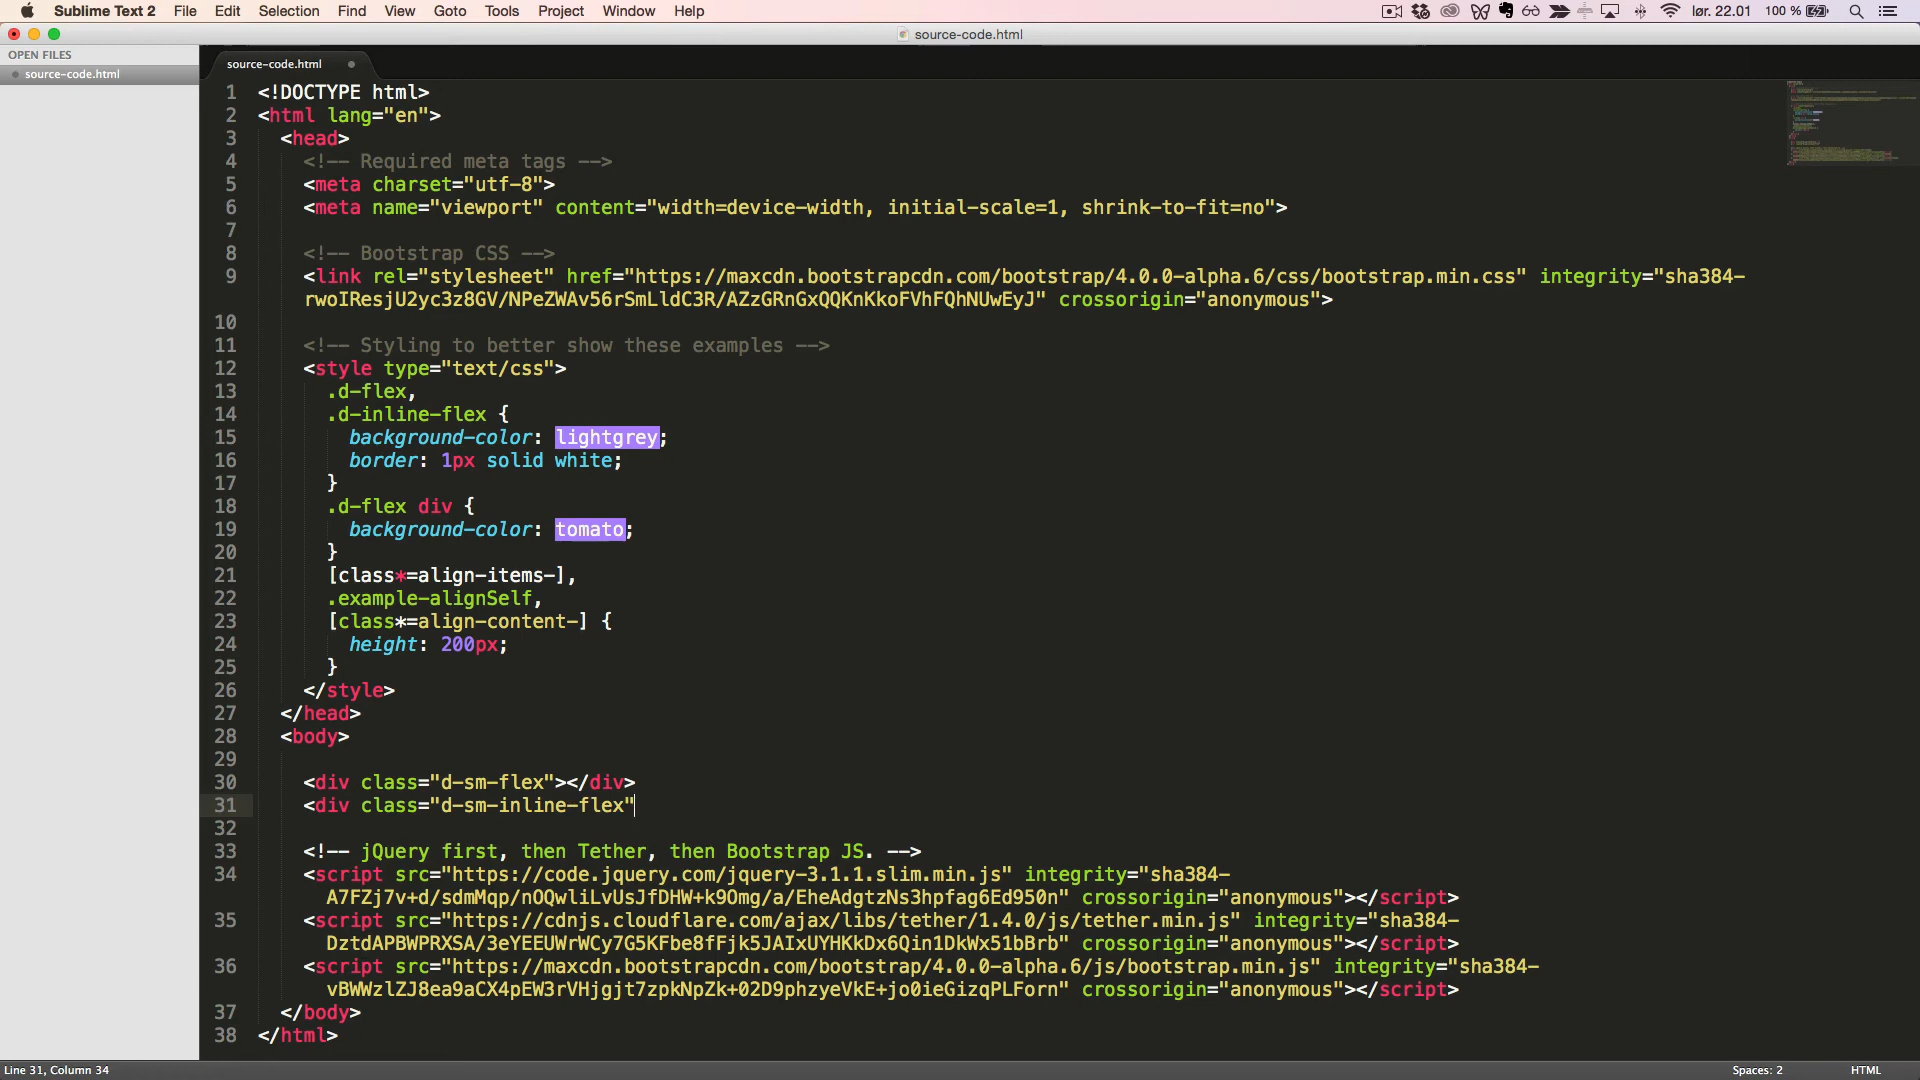 Sublime Text 2 File Edit Selection Find View Goto Tools Project Window Help lør. 22.01 100 %
source-code.html
OPEN FILES
source-code.html
source-code.html
1 <!DOCTYPE html>
2 <html lang="en">
3 <head>
4 <!-- Required meta tags -->
5 <meta charset="utf-8">
6 <meta name="viewport" content="width=device-width, initial-scale=1, shrink-to-fit=no">
7
8 <!-- Bootstrap CSS -->
9 <link rel="stylesheet" href="https://maxcdn.bootstrapcdn.com/bootstrap/4.0.0-alpha.6/css/bootstrap.min.css" integrity="sha384-
rwoIResjU2yc3z8GV/NPeZWAv56rSmLldC3R/AZzGRnGxQQKnKkoFVhFQhNUwEyJ" crossorigin="anonymous">
10
11 <!-- Styling to better show these examples -->
12 <style type="text/css">
13 .d-flex,
14 .d-inline-flex {
15 background-color: lightgrey;
16 border: 1px solid white;
17 }
18 .d-flex div {
19 background-color: tomato;
20 }
21 [class*=align-items-],
22 .example-alignSelf,
23 [class*=align-content-] {
24 height: 200px;
25 }
26 </style>
27 </head>
28 <body>
29
30 <div class="d-sm-flex"></div>
31 <div class="d-sm-inline-flex"
32
33 <!-- jQuery first, then Tether, then Bootstrap JS. -->
34 <script src="https://code.jquery.com/jquery-3.1.1.slim.min.js" integrity="sha384-
A7FZj7v+d/sdmMqp/nOQwliLvUsJfDHW+k9Omg/a/EheAdgtzNs3hpfag6Ed950n" crossorigin="anonymous"></script>
35 <script src="https://cdnjs.cloudflare.com/ajax/libs/tether/1.4.0/js/tether.min.js" integrity="sha384-
DztdAPBWPRXSA/3eYEEUWrWCy7G5KFbe8fFjk5JAIxUYHKkDx6Qin1DkWx51bBrb" crossorigin="anonymous"></script>
36 <script src="https://maxcdn.bootstrapcdn.com/bootstrap/4.0.0-alpha.6/js/bootstrap.min.js" integrity="sha384-
vBWWzlZJ8ea9aCX4pEW3rVHjgjt7zpkNpZk+02D9phzyeVkE+jo0ieGizqPLForn" crossorigin="anonymous"></script>
37 </body>
38 </html>
Line 31, Column 34 Spaces: 2 HTML